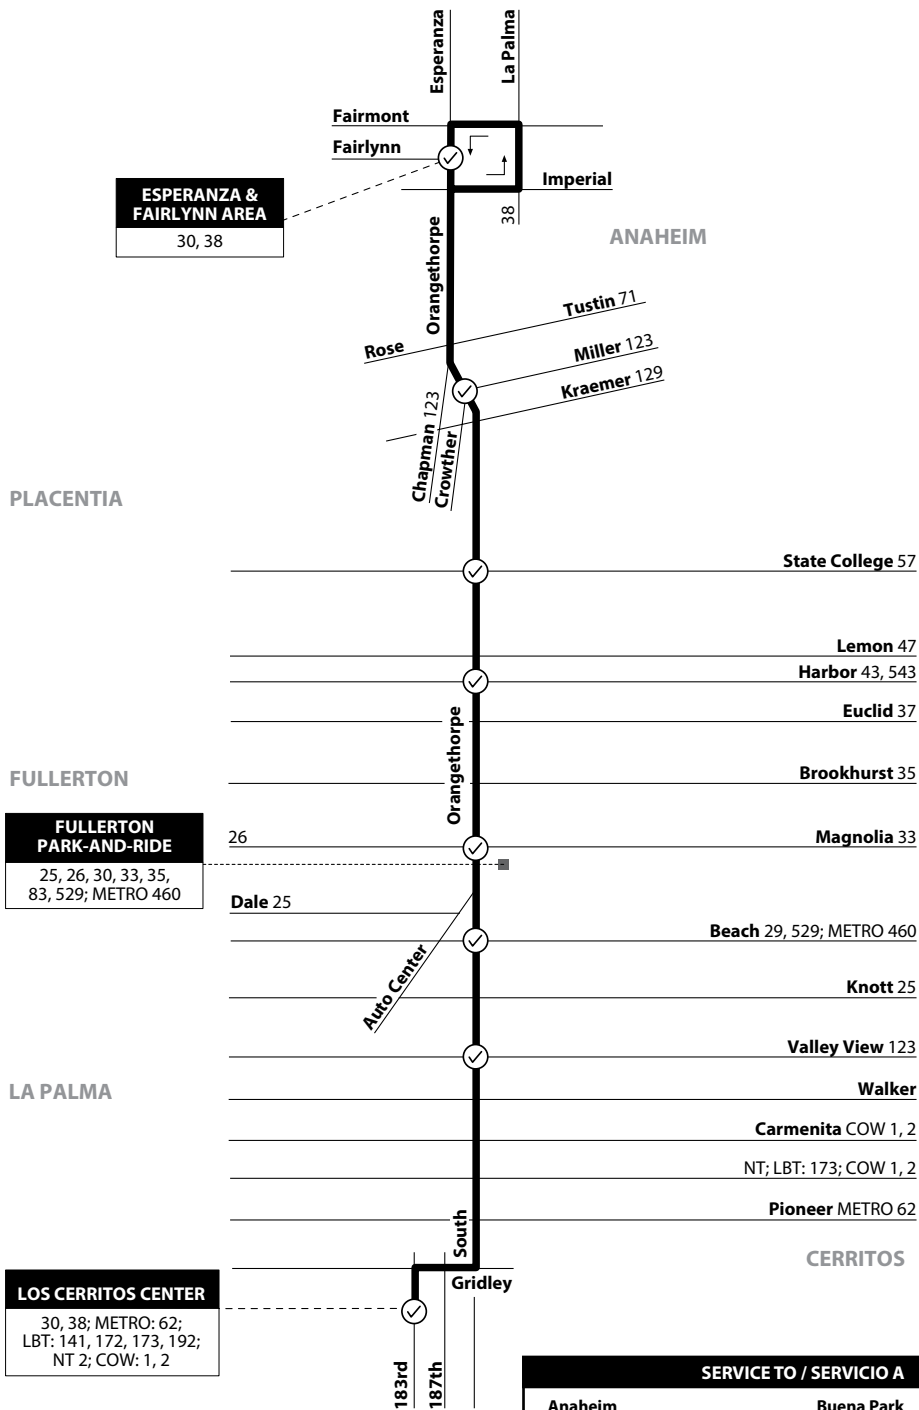 Esperanza
La Palma
Fairmont
Fairlynn
Imperial
ESPERANZA &
FAIRLYNN AREA
30, 38
38
ANAHEIM
Orangethorpe
Tustin 71
Rose
Miller 123
Kraemer 129
Chapman 123
Crowther
PLACENTIA
State College 57
Lemon 47
Harbor 43, 543
Euclid 37
Orangethorpe
FULLERTON
Brookhurst 35
FULLERTON
PARK-AND-RIDE
25, 26, 30, 33, 35,
83, 529; METRO 460
26
Magnolia 33
Dale 25
Beach 29, 529; METRO 460
Auto Center
Knott 25
Valley View 123
LA PALMA
Walker
Carmenita COW 1, 2
NT; LBT: 173; COW 1, 2
Pioneer METRO 62
South
CERRITOS
Gridley
LOS CERRITOS CENTER
30, 38; METRO: 62;
LBT: 141, 172, 173, 192;
NT 2; COW: 1, 2
183rd
187th
SERVICE TO / SERVICIO A
Anaheim
Buena Park